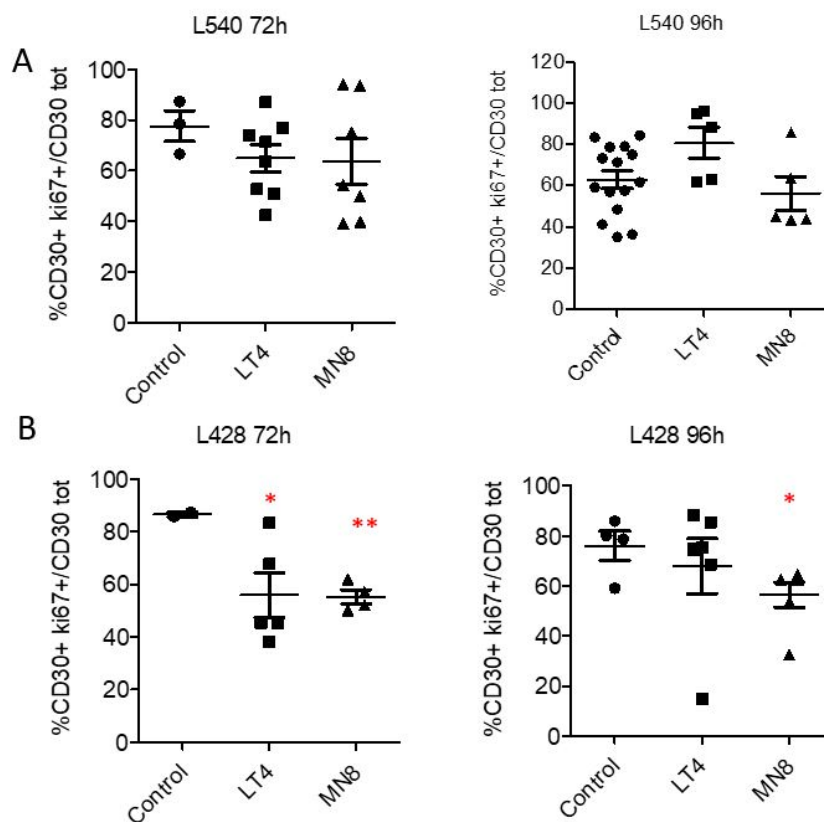 A
L540 72h
%CD30+ ki67+/CD30 tot
100
80
60
40
20
0
Control
LT4
MN8
L540 96h
%CD30+ ki67+/CD30 tot
120
100
80
60
40
20
0
Control
LT4
MN8
B
L428 72h
%CD30+ ki67+/CD30 tot
100
80
60
40
20
0
*
**
Control
LT4
MN8
L428 96h
%CD30+ ki67+/CD30 tot
100
80
60
40
20
0
*
Control
LT4
MN8